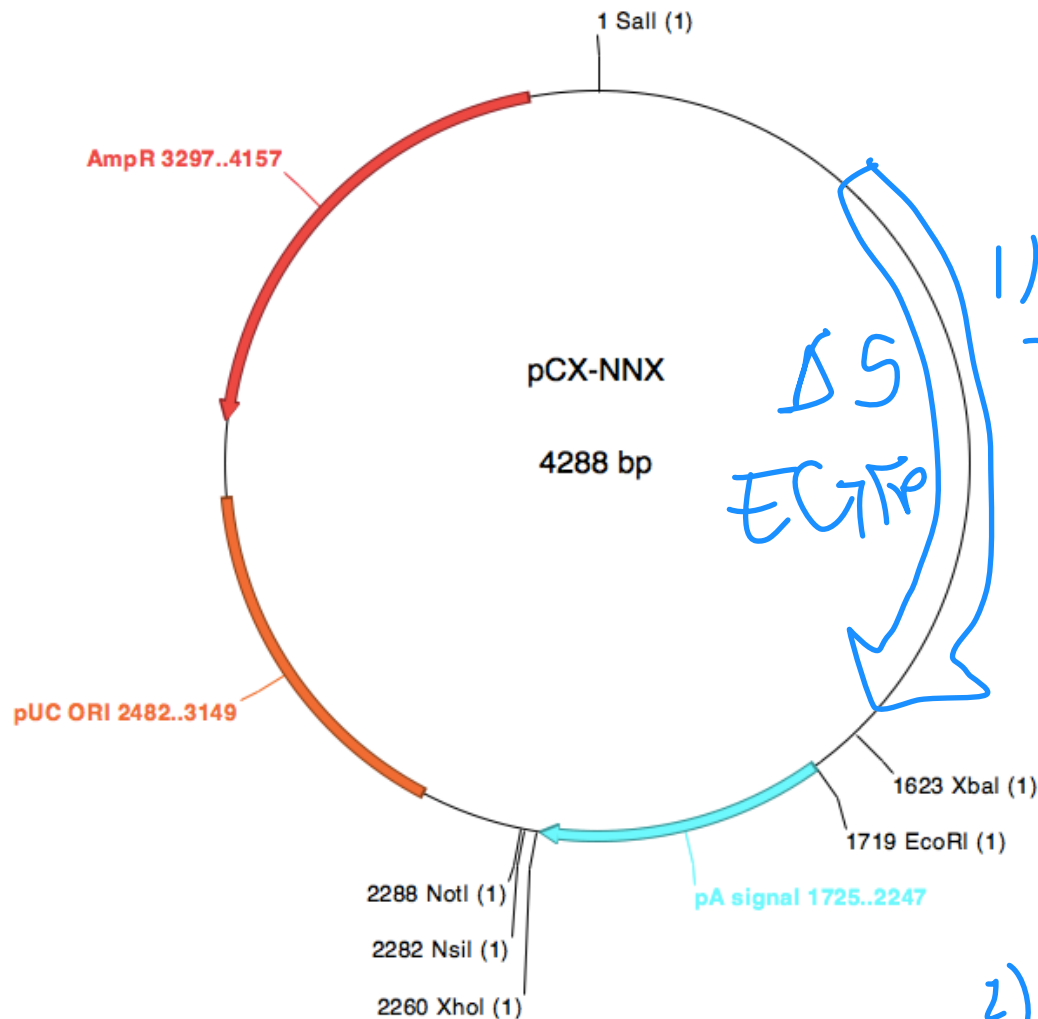 1 SalI (1)
AmpR 3297..4157
1)
pCX-NNX
ΔS
4288 bp
EGFP
pUC ORI 2482..3149
1623 XbaI (1)
1719 EcoRI (1)
2288 NotI (1)
pA signal 1725..2247
2282 NsiI (1)
2)
2260 XhoI (1)